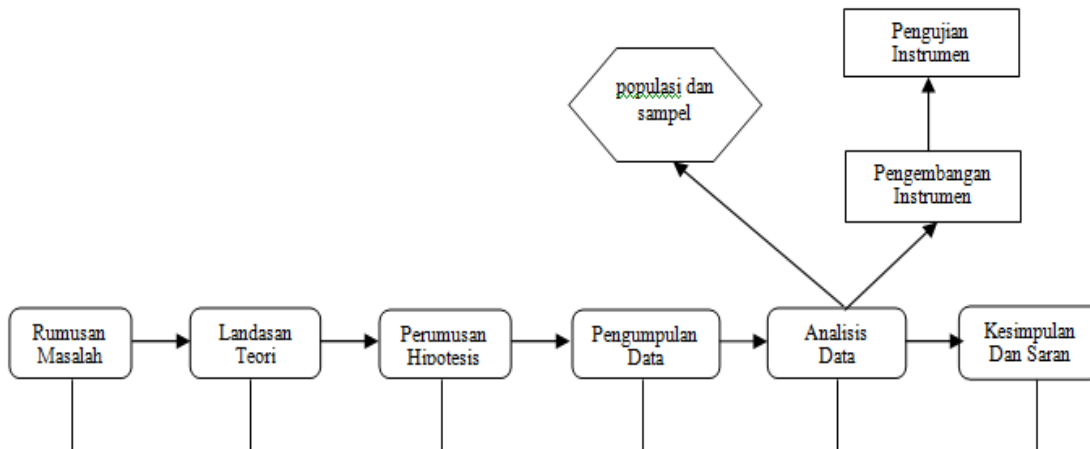 Pengujian
Instrumen
populasi dan
sampel
Pengembangan
Instrumen
Rumusan
Masalah
Landasan
Teori
Perumusan
Hipotesis
Pengumpulan
Data
Analisis
Data
Kesimpulan
Dan Saran